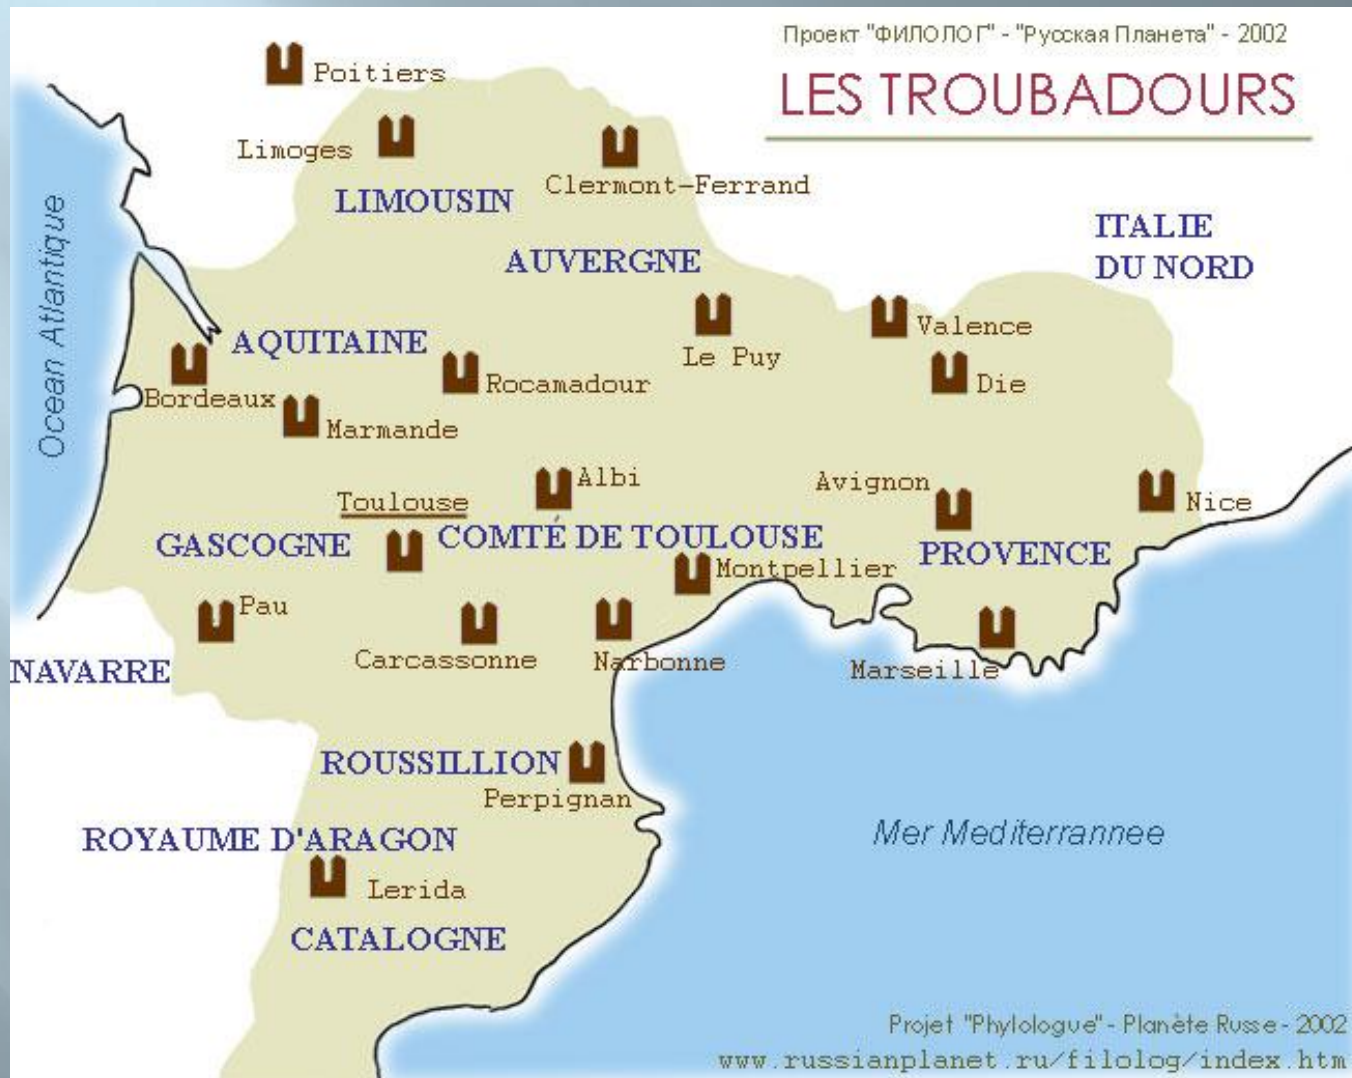 Проект "ФИЛОЛОГ" - "Русская Планета" - 2002
LES TROUBADOURS
Poitiers
Limoges
Clermont-Ferrand
LIMOUSIN
ITALIE
DU NORD
AUVERGNE
Ocean Atlantique
Valence
AQUITAINE
Le Puy
Rocamadour
Die
Bordeaux
Marmande
Albi
Avignon
Toulouse
Nice
GASCOGNE
COMTÉ DE TOULOUSE
PROVENCE
Montpellier
Pau
Carcassonne
Narbonne
NAVARRE
Marseille
ROUSSILLION
Perpignan
Mer Mediterrannee
ROYAUME D'ARAGON
Lerida
CATALOGNE
Projet "Phylologue" - Planète Russe - 2002
www.russianplanet.ru/filolog/index.htm